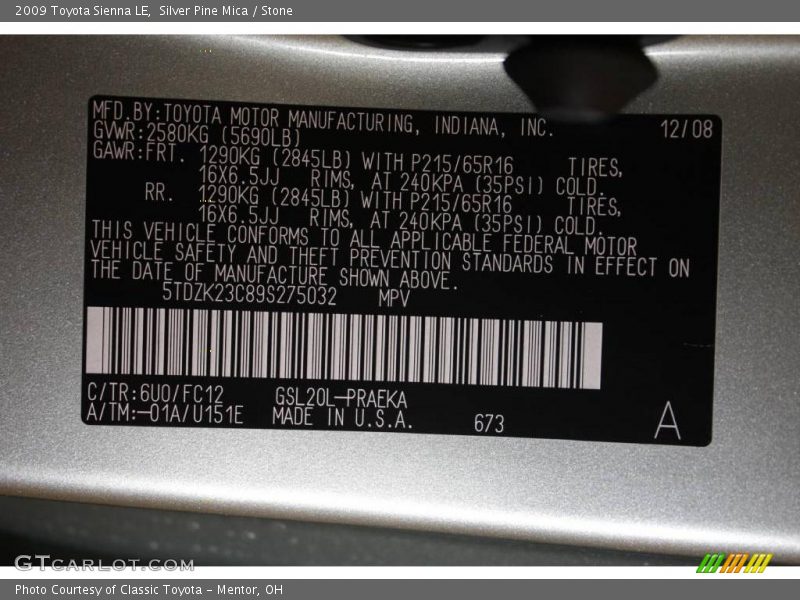 2009 Toyota Sienna LE, Silver Pine Mica / Stone
MFD.BY:TOYOTA MOTOR MANUFACTURING, INDIANA, INC. 12/08
GVWR:2580KG (5690LB)
GAWR:FRT. 1290KG (2845LB) WITH P215/65R16 TIRES,
16X6.5JJ RIMS, AT 240KPA (35PSI) COLD.
RR. 1290KG (2845LB) WITH P215/65R16 TIRES,
16X6.5JJ RIMS, AT 240KPA (35PSI) COLD.
THIS VEHICLE CONFORMS TO ALL APPLICABLE FEDERAL MOTOR
VEHICLE SAFETY AND THEFT PREVENTION STANDARDS IN EFFECT ON
THE DATE OF MANUFACTURE SHOWN ABOVE.
5TDZK23C89S275032 MPV
C/TR:6U0/FC12 GSL20L-PRAEKA
A/TM:-01A/U151E MADE IN U.S.A. 673 A
GTCARLOT.COM
Photo Courtesy of Classic Toyota - Mentor, OH